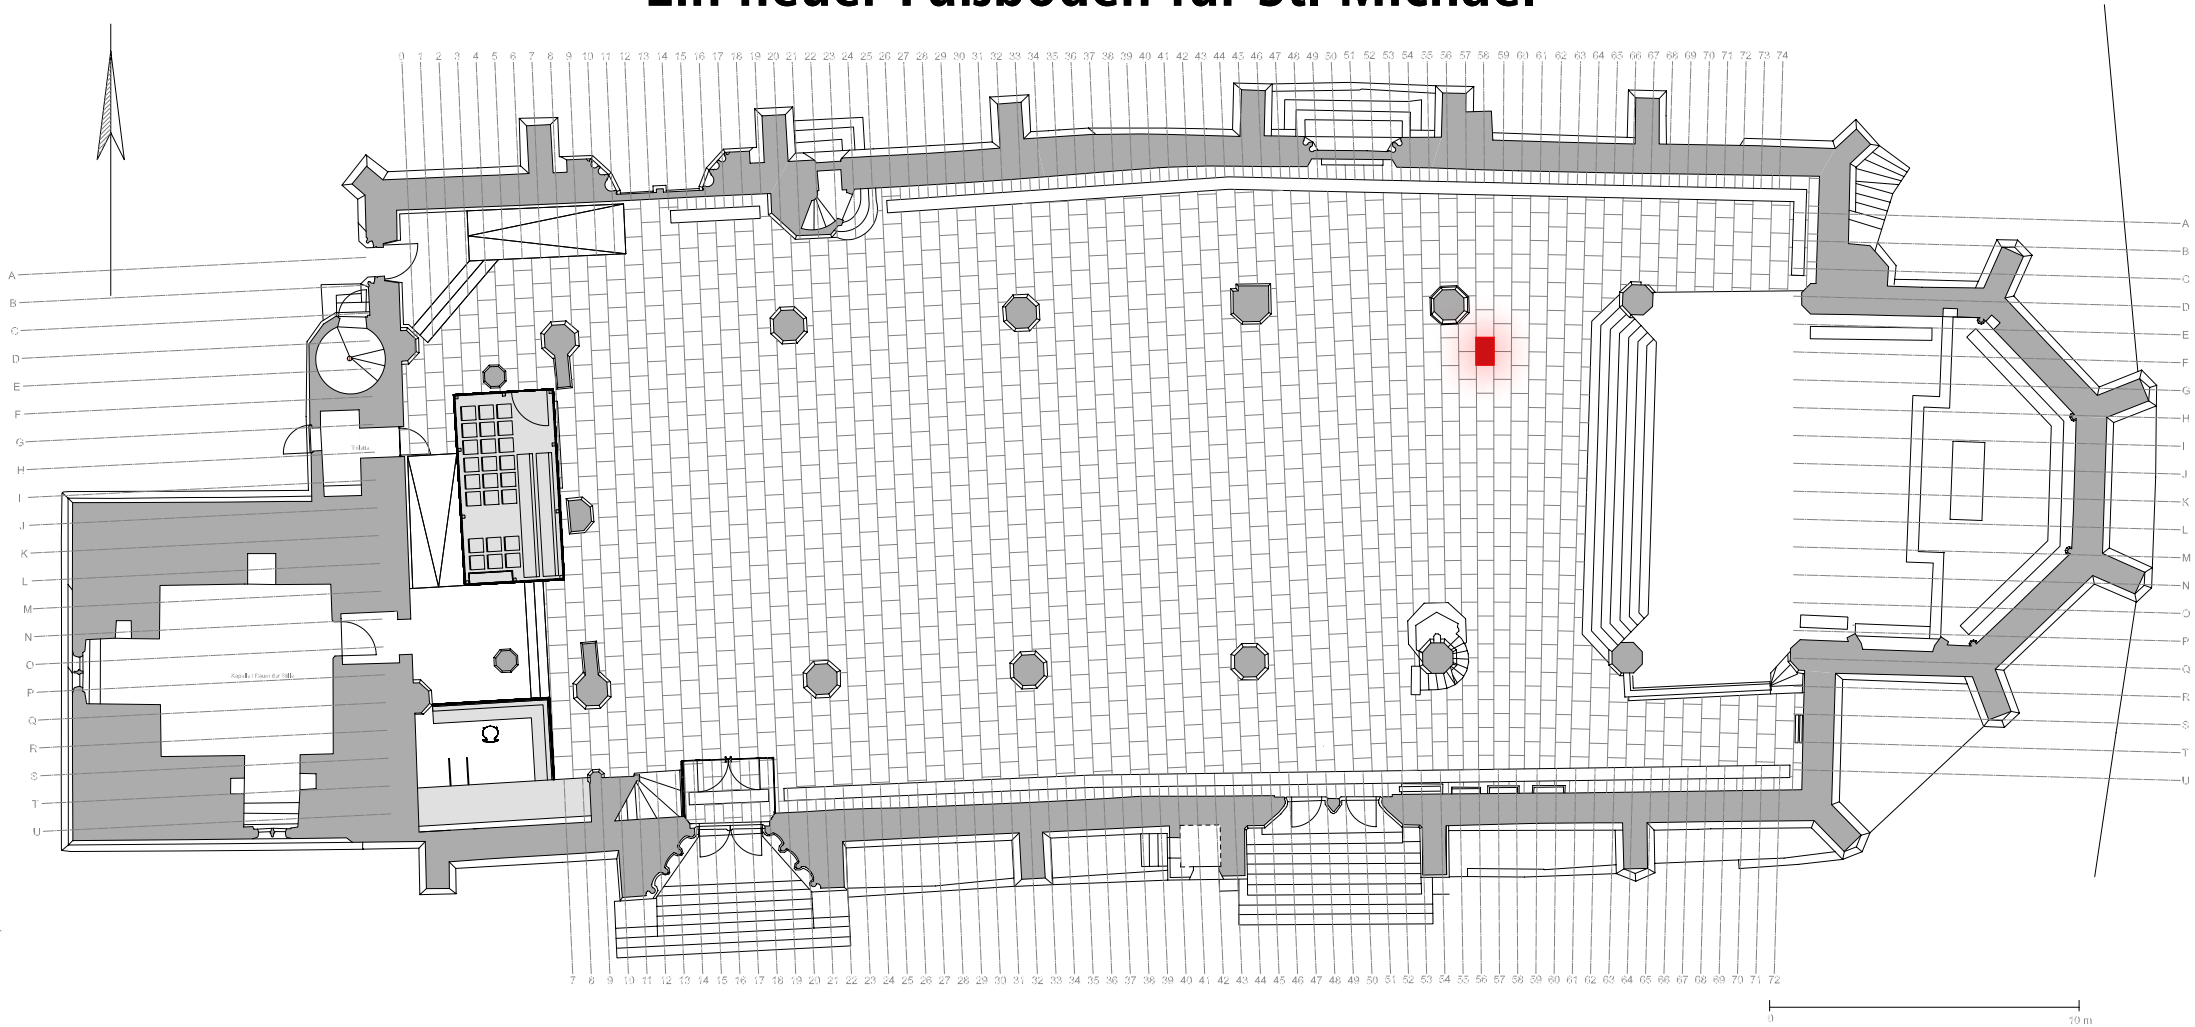 Ein neuer Fußboden für St. Michael
0 1 2 3 4 5 6 7 8 9 10 11 12 13 14 15 16 17 18 19 20 21 22 23 24 25 26 27 28 29 30 31 32 33 34 35 36 37 38 39 40 41 42 43 44 45 46 47 48 49 50 51 52 53 54 55 56 57 58 59 60 61 62 63 64 65 66 67 68 69 70 71 72 73 74
A
B
C
D
E
F
G
H
I
J
K
L
M
N
O
P
Q
R
S
T
U
Kapelle / Raum der Stille
A
B
C
D
E
F
G
H
I
J
K
L
M
N
O
P
Q
R
S
T
U
7 8 9 10 11 12 13 14 15 16 17 18 19 20 21 22 23 24 25 26 27 28 29 30 31 32 33 34 35 36 37 38 39 40 41 42 43 44 45 46 47 48 49 50 51 52 53 54 55 56 57 58 59 60 61 62 63 64 65 66 67 68 69 70 71 72
0 10 m